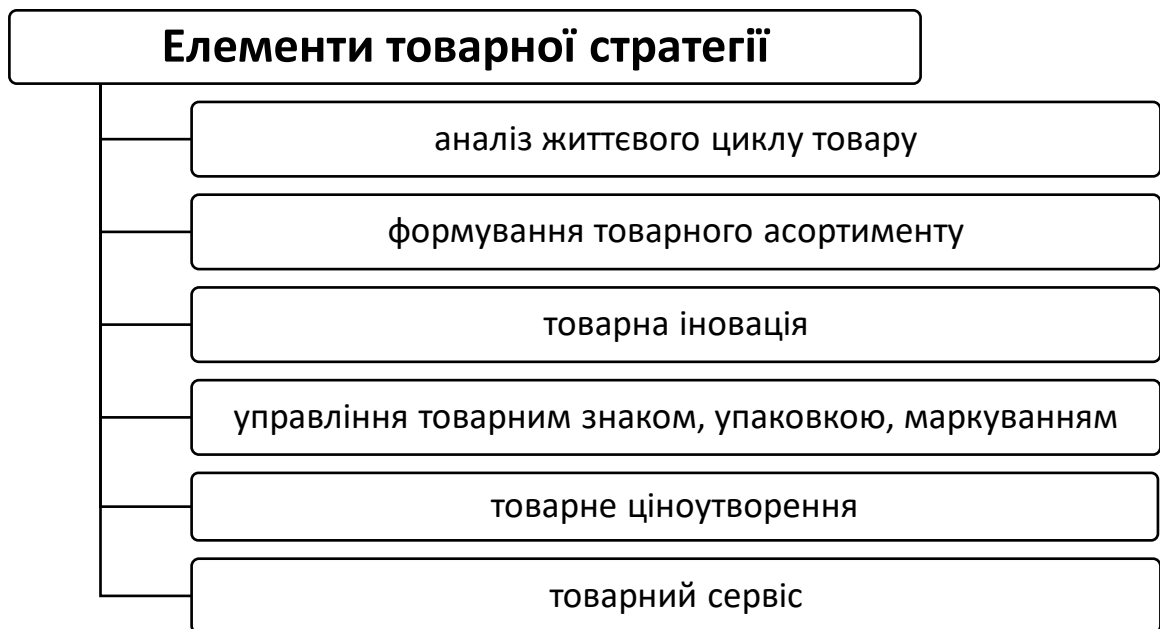 Елементи товарної стратегії
аналіз життєвого циклу товару
формування товарного асортименту
товарна іновація
управління товарним знаком, упаковкою, маркуванням
товарне ціноутворення
товарний сервіс